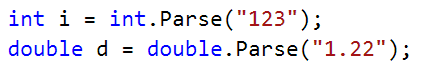 int i = int.Parse("123");
double d = double.Parse("1.22");